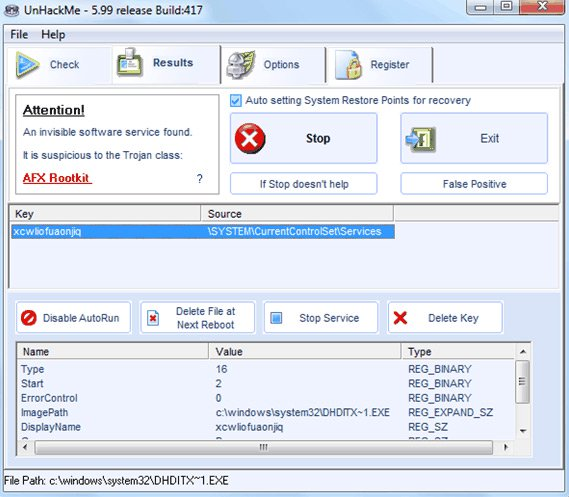 UnHackMe - 5.99 release Build:417
File Help
Check Results Options Register
Attention!
An invisible software service found.
It is suspicious to the Trojan class:
AFX Rootkit ?
Auto setting System Restore Points for recovery
Stop Exit
If Stop doesn't help False Positive
Key Source
xcwliofuaonjiq \SYSTEM\CurrentControlSet\Services
Disable AutoRun
Delete File at
Next Reboot
Stop Service
Delete Key
Name Value Type
Type 16 REG_BINARY
Start 2 REG_BINARY
ErrorControl 0 REG_BINARY
ImagePath c:\windows\system32\DHDITX~1.EXE REG_EXPAND_SZ
DisplayName xcwliofuaonjiq REG_SZ
File Path: c:\windows\system32\DHDITX~1.EXE